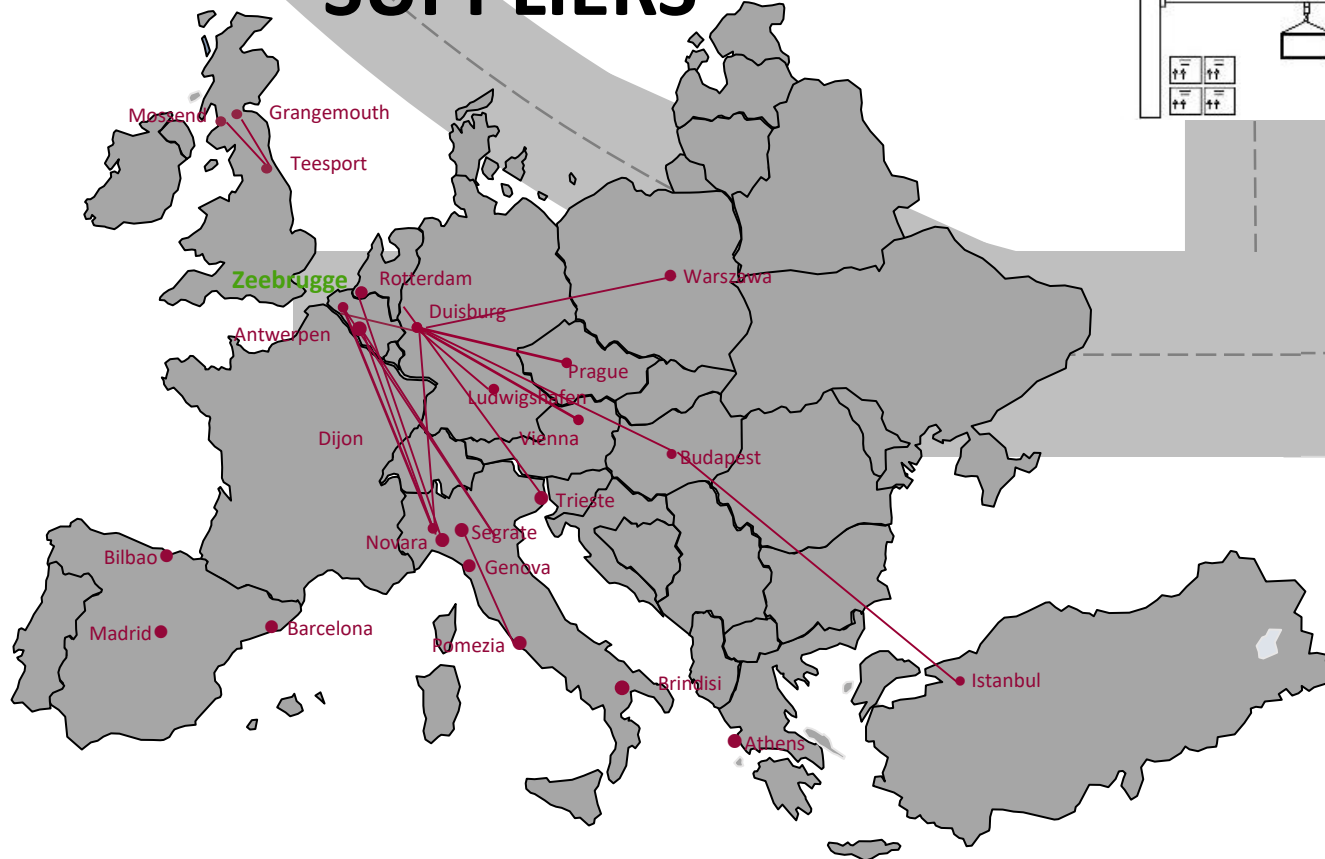 SUPPLIERS
Mossend
Grangemouth
Teesport
Zeebrugge
Rotterdam
Warszawa
Duisburg
Antwerpen
Prague
Ludwigshafen
Dijon
Vienna
Budapest
Trieste
Novara
Segrate
Bilbao
Genova
Madrid
Barcelona
Pomezia
Brindisi
Istanbul
Athens